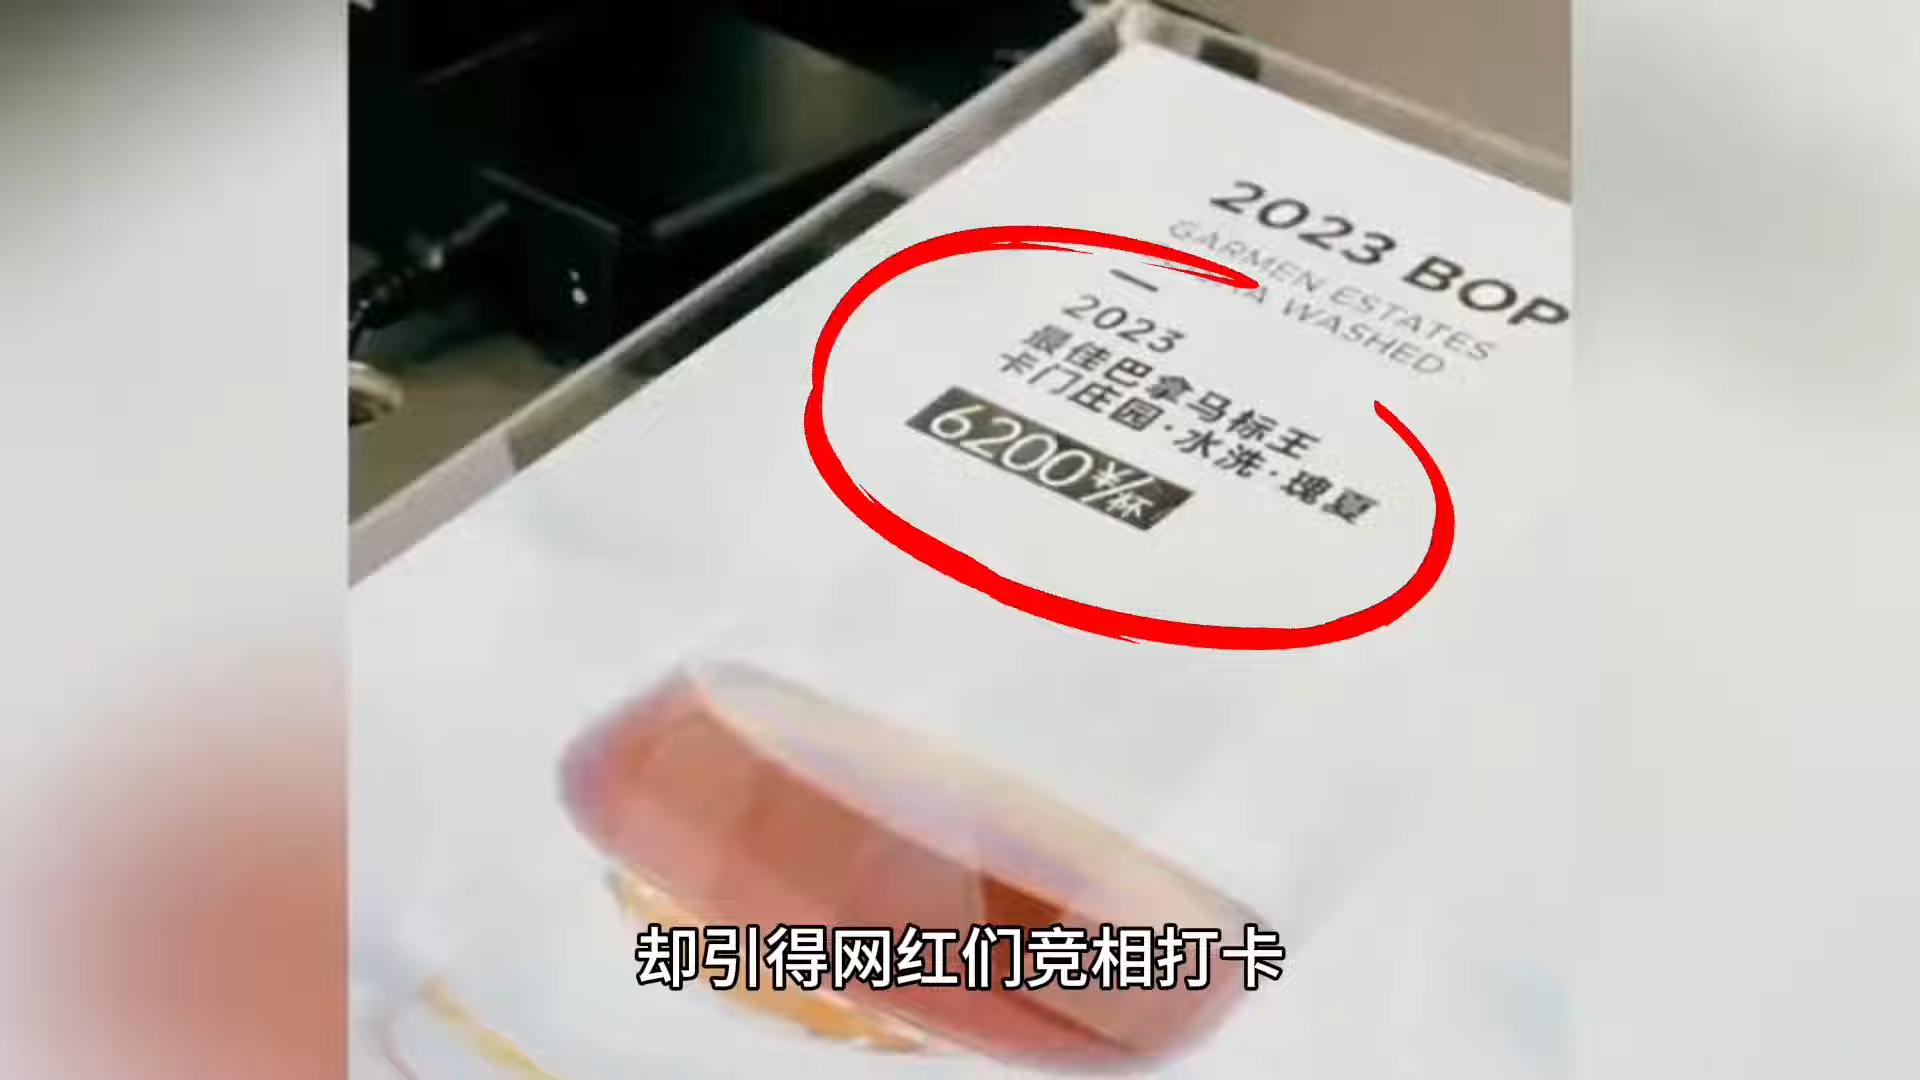 2023 BOP
GARMEN ESTATES
WASHED
2023
最佳巴拿马标王
卡门庄园·水洗·瑰夏
6200¥/杯
却引得网红们竞相打卡